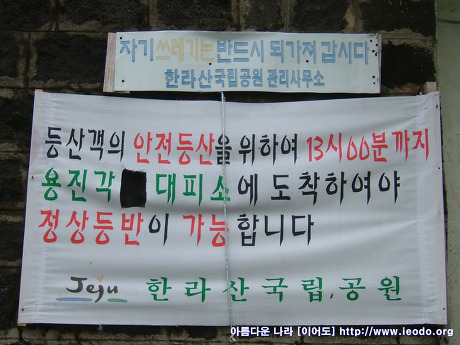 자기 쓰레기는 반드시 되가져 갑시다
한라산국립공원 관리사무소
등산객의 안전등산을 위하여 13시00분까지
용진각 대피소에 도착하여야
정상등반이 가능합니다
Jeju 한라산국립공원
아름다운 나라 [이어도] http://www.ieodo.org